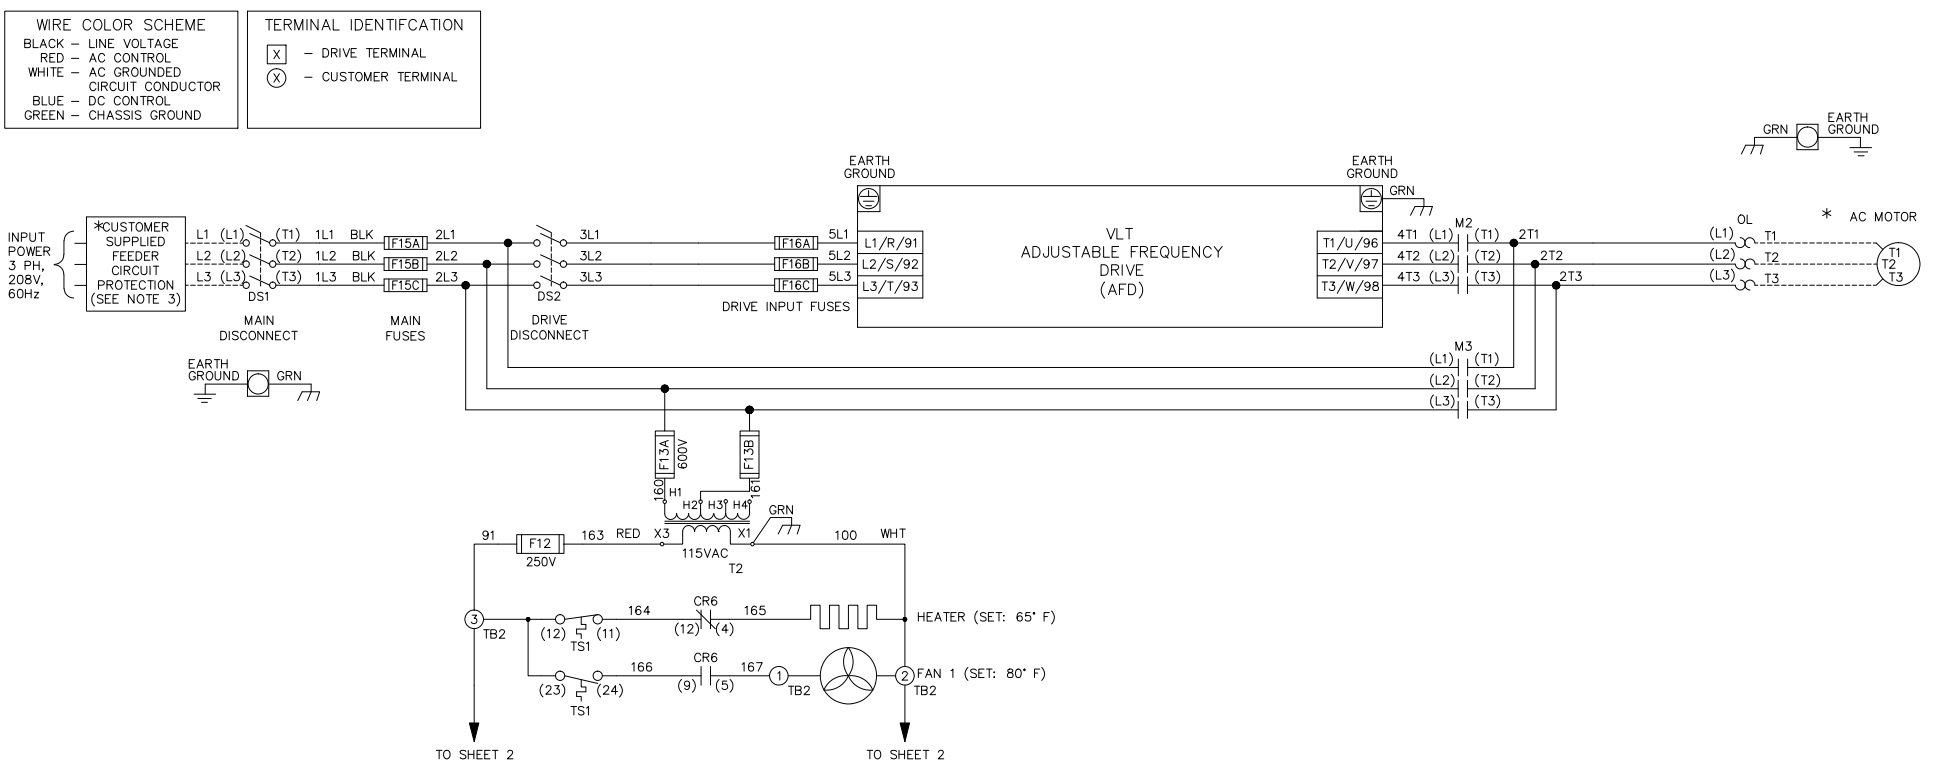 WIRE COLOR SCHEME
BLACK – LINE VOLTAGE
RED – AC CONTROL
WHITE – AC GROUNDED
CIRCUIT CONDUCTOR
BLUE – DC CONTROL
GREEN – CHASSIS GROUND
TERMINAL IDENTIFCATION
X – DRIVE TERMINAL
X – CUSTOMER TERMINAL
GRN
EARTH
GROUND
EARTH
GROUND
EARTH
GROUND
GRN
INPUT
POWER
3 PH,
208V,
60Hz
*CUSTOMER
SUPPLIED
FEEDER
CIRCUIT
PROTECTION
(SEE NOTE 3)
L1 (L1) (T1) 1L1 BLK F15A 2L1 3L1 F16A 5L1 L1/R/91
L2 (L2) (T2) 1L2 BLK F15B 2L2 3L2 F16B 5L2 L2/S/92
L3 (L3) (T3) 1L3 BLK F15C 2L3 3L3 F16C 5L3 L3/T/93
DS1
DS2
MAIN
DISCONNECT
MAIN
FUSES
DRIVE
DISCONNECT
DRIVE INPUT FUSES
VLT
ADJUSTABLE FREQUENCY
DRIVE
(AFD)
M2
OL
* AC MOTOR
T1/U/96 4T1 (L1) (T1) 2T1 (L1) T1
T2/V/97 4T2 (L2) (T2) 2T2 (L2) T2
T3/W/98 4T3 (L3) (T3) 2T3 (L3) T3
T1
T2
T3
M3
(L1) (T1)
(L2) (T2)
(L3) (T3)
EARTH
GROUND
GRN
F13A
600V
F13B
160
161
H1
H2 H3 H4
GRN
91 F12 163 RED X3 X1 100 WHT
250V
115VAC
T2
3
TB2
(12) (11)
TS1
164
CR6
(12) (4)
165
HEATER (SET: 65° F)
(23) (24)
TS1
166
CR6
(9) (5)
167
1
TB2
2
TB2
FAN 1 (SET: 80° F)
TO SHEET 2
TO SHEET 2